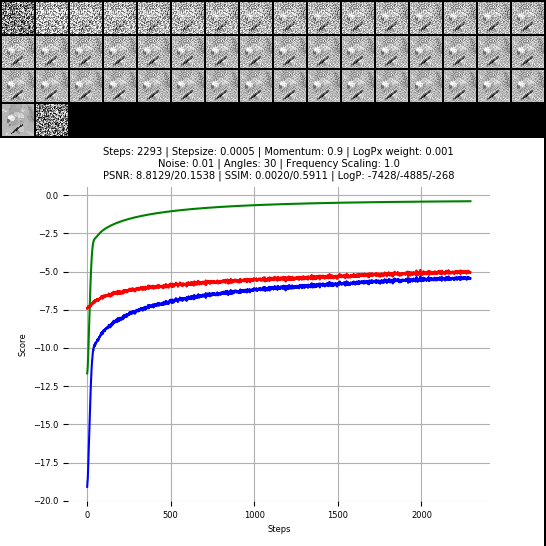 Steps: 2293 | Stepsize: 0.0005 | Momentum: 0.9 | LogPx weight: 0.001
Noise: 0.01 | Angles: 30 | Frequency Scaling: 1.0
PSNR: 8.8129/20.1538 | SSIM: 0.0020/0.5911 | LogP: -7428/-4885/-268
0.0
−2.5
−5.0
−7.5
−10.0
−12.5
−15.0
−17.5
−20.0
Score
0 500 1000 1500 2000
Steps